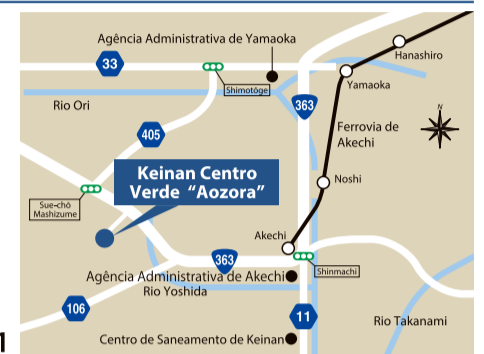 Agência Administrativa de Yamaoka
Hanashiro
33
Shimotōge
Yamaoka
Rio Ori
363
405
Ferrovia de
Akechi
N
Keinan Centro
Verde “Aozora”
Noshi
Sue-chō
Mashizume
Akechi
363
Shinmachi
Agência Administrativa de Akechi
Rio Yoshida
106
11
Rio Takanami
Centro de Saneamento de Keinan